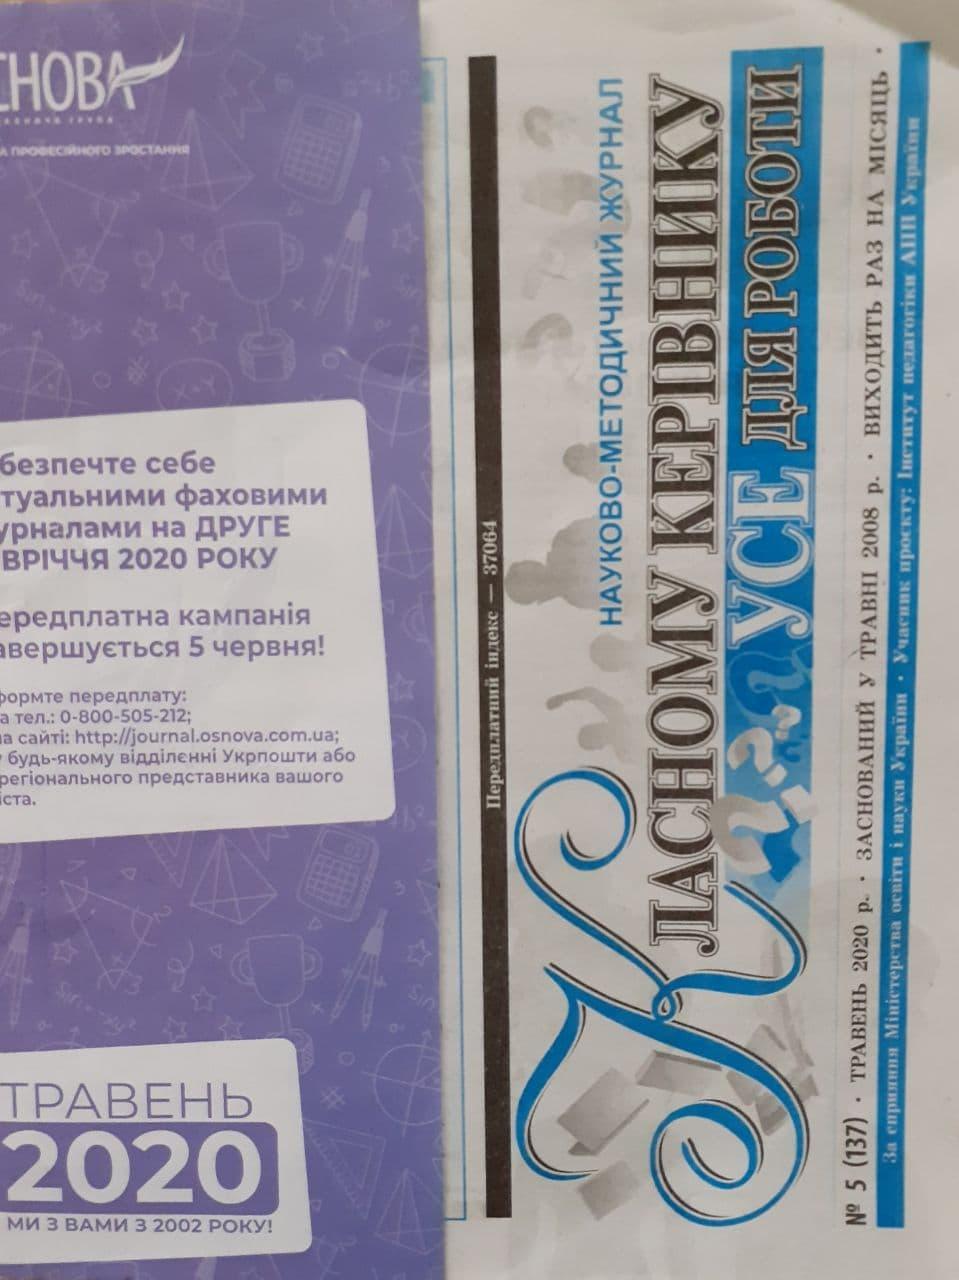 СНОВА
А ПРОФЕСІЙНОГО ЗРОСТАННЯ
безпечте себе
туальними фаховими
урналами на ДРУГЕ
ВРІЧЧЯ 2020 РОКУ
ередплатна кампанія
авершується 5 червня!
формте передплату:
а тел.: 0-800-505-212;
на сайті: http://journal.osnova.com.ua;
у будь-якому відділенні Укрпошти або
регіонального представника вашого
іста.
ТРАВЕНЬ
2020
МИ З ВАМИ З 2002 РОКУ!
Передплатний індекс — 37064
НАУКОВО-МЕТОДИЧНИЙ ЖУРНАЛ
КЛАСНОМУ КЕРІВНИКУ
УСЕ ДЛЯ РОБОТИ
№ 5 (137) · ТРАВЕНЬ 2020 р. · ЗАСНОВАНИЙ У ТРАВНІ 2008 р. · ВИХОДИТЬ РАЗ НА МІСЯЦЬ ·
За сприяння Міністерства освіти і науки України · Учасник проєкту: Інститут педагогіки АПН України